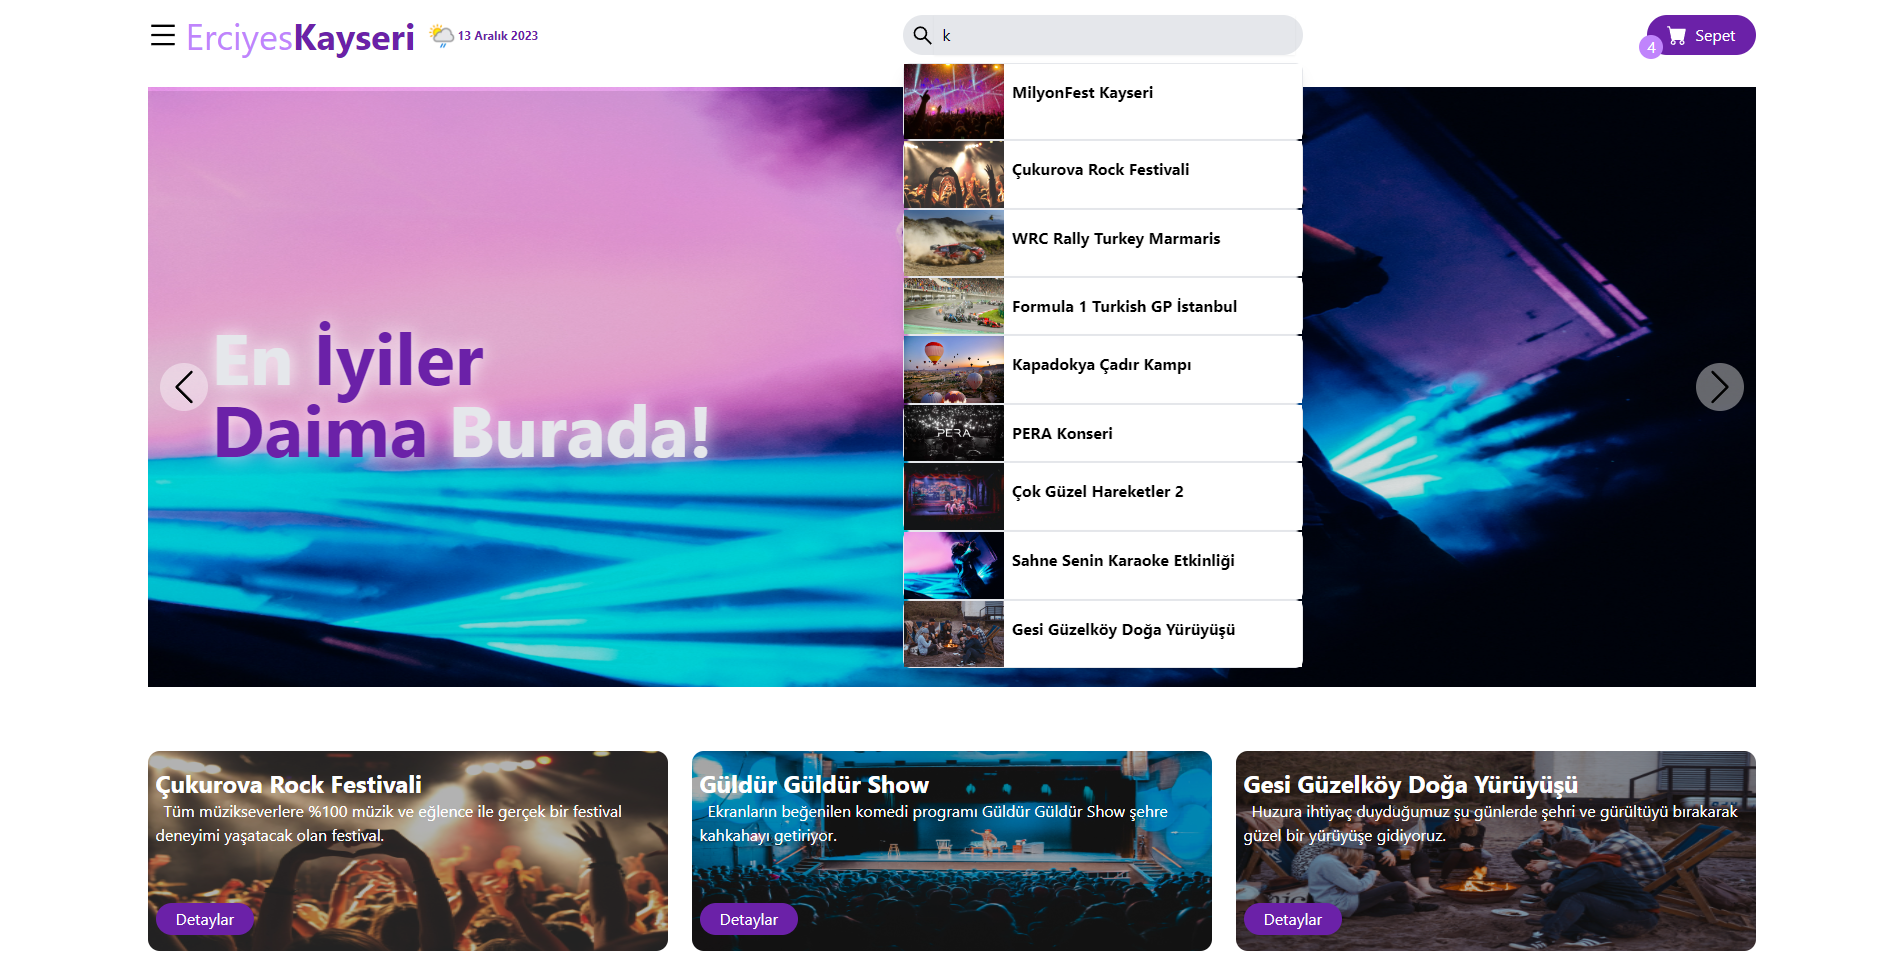 ErciyesKayseri
13 Aralık 2023
k
4
Sepet
MilyonFest Kayseri
Çukurova Rock Festivali
WRC Rally Turkey Marmaris
Formula 1 Turkish GP İstanbul
Kapadokya Çadır Kampı
PERA
PERA Konseri
Çok Güzel Hareketler 2
Sahne Senin Karaoke Etkinliği
Gesi Güzelköy Doğa Yürüyüşü
En İyiler
Daima Burada!
Çukurova Rock Festivali
Tüm müzikseverlere %100 müzik ve eğlence ile gerçek bir festival
deneyimi yaşatacak olan festival.
Detaylar
Güldür Güldür Show
Ekranların beğenilen komedi programı Güldür Güldür Show şehre
kahkahayı getiriyor.
Detaylar
Gesi Güzelköy Doğa Yürüyüşü
Huzura ihtiyaç duyduğumuz şu günlerde şehri ve gürültüyü bırakarak
güzel bir yürüyüşe gidiyoruz.
Detaylar